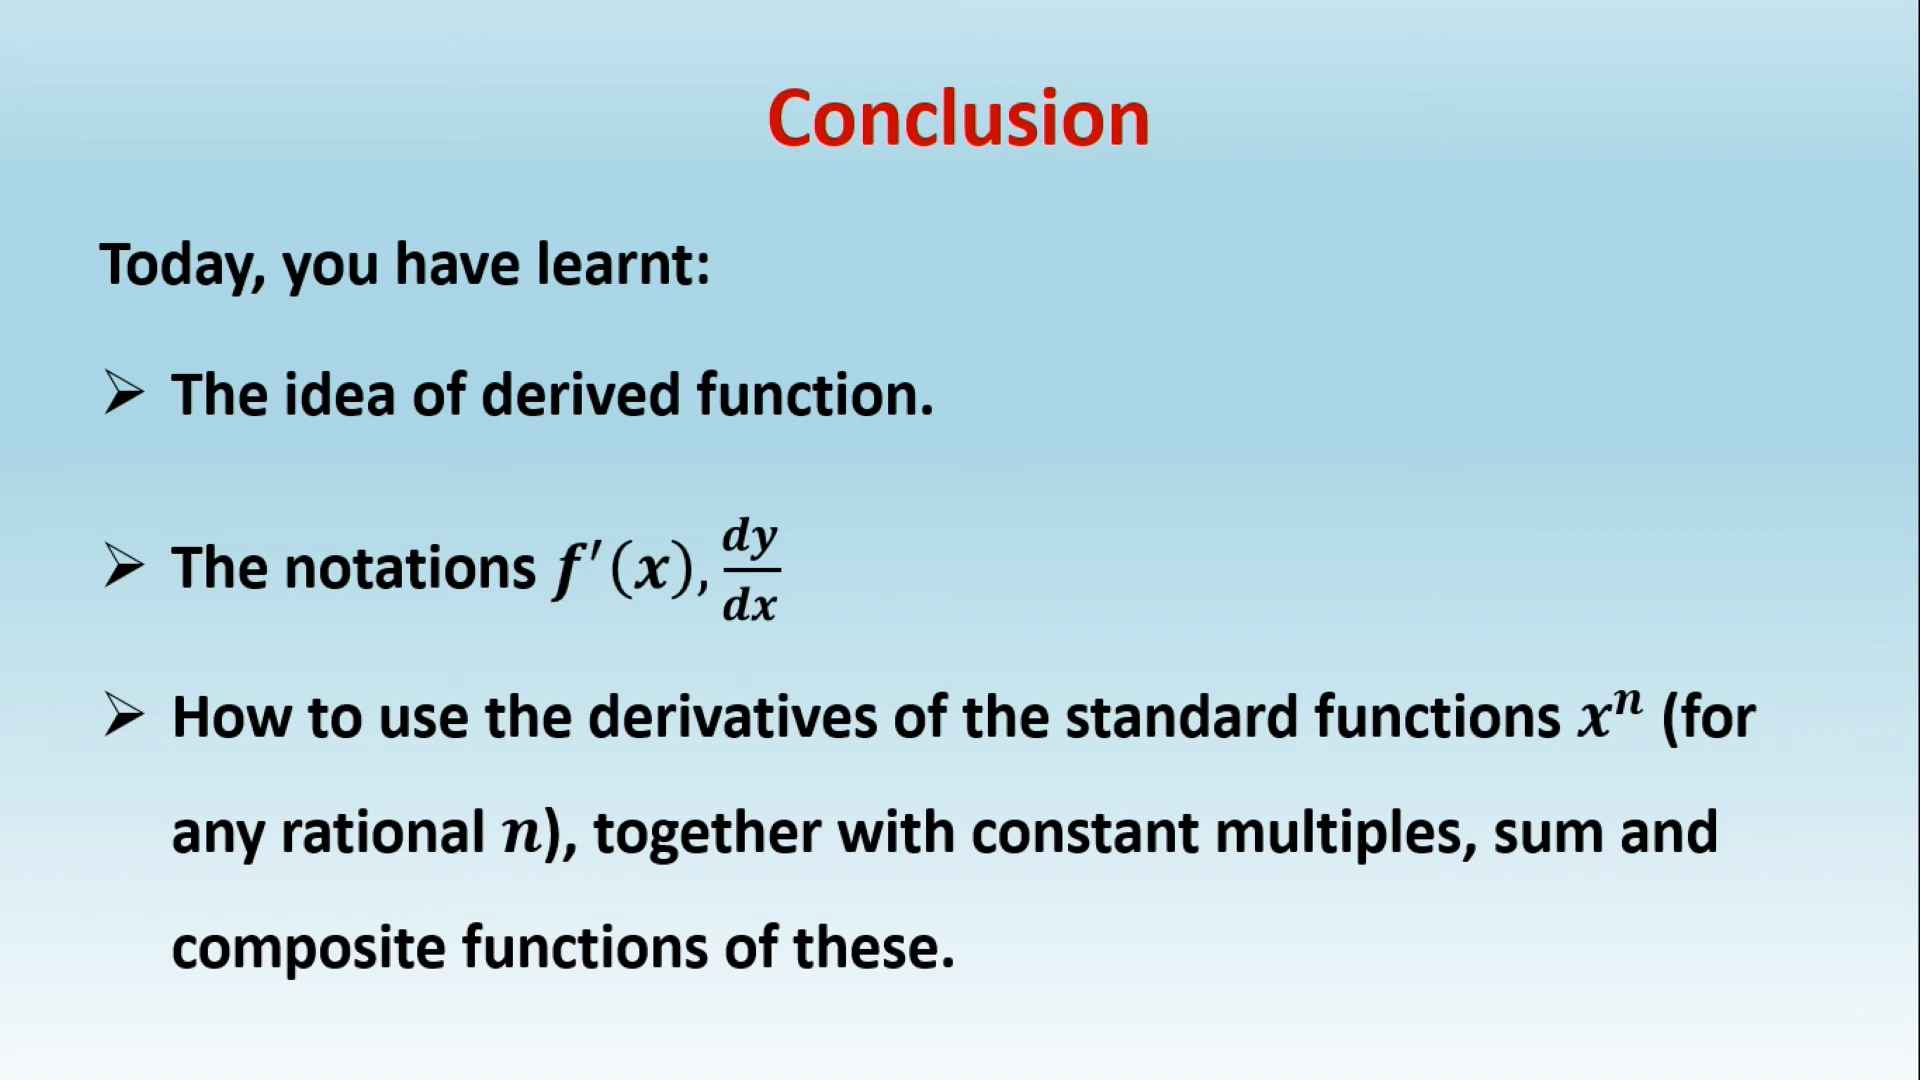 Conclusion
Today, you have learnt:
➢ The idea of derived function.
➢ The notations f′(x), dy/dx
➢ How to use the derivatives of the standard functions xⁿ (for
any rational n), together with constant multiples, sum and
composite functions of these.